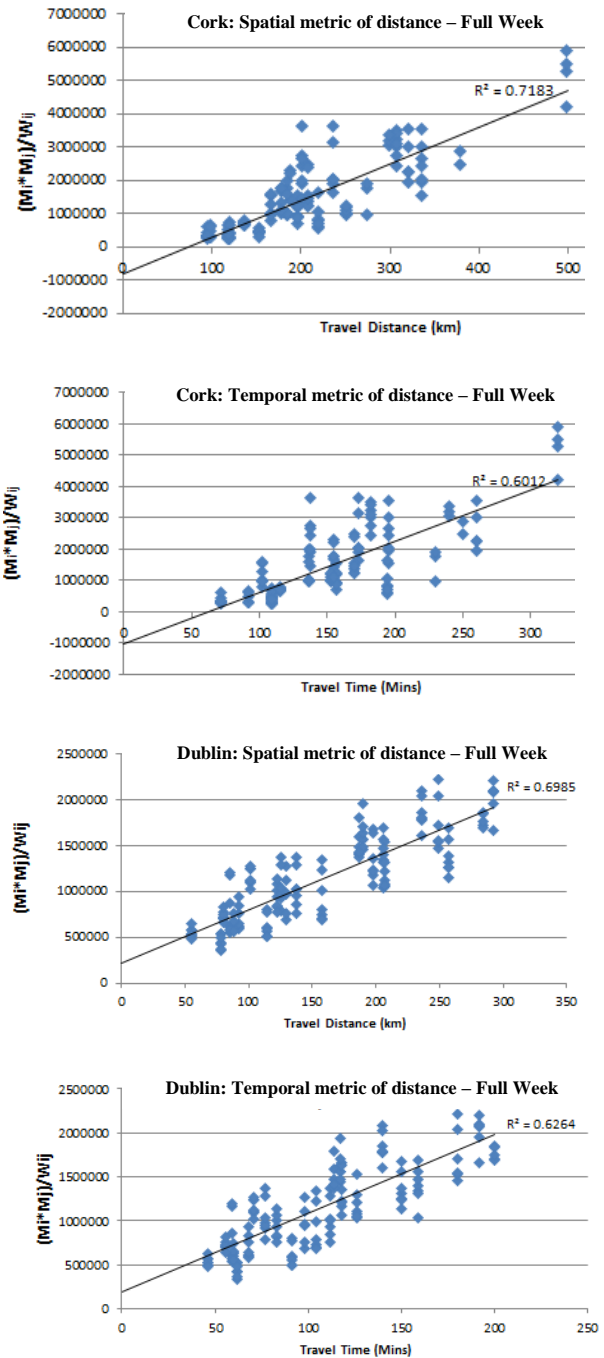 Cork: Spatial metric of distance – Full Week
7000000
6000000
5000000
4000000
3000000
2000000
1000000
0
-1000000
-2000000
(Mi*Mj)/Wij
R² = 0.7183
100 200 300 400 500
Travel Distance (km)
Cork: Temporal metric of distance – Full Week
7000000
6000000
5000000
4000000
3000000
2000000
1000000
0
-1000000
-2000000
(Mi*Mj)/Wij
R² = 0.6012
0 50 100 150 200 250 300
Travel Time (Mins)
Dublin: Spatial metric of distance – Full Week
2500000
2000000
1500000
1000000
500000
0
(Mi*Mj)/Wij
R² = 0.6985
0 50 100 150 200 250 300 350
Travel Distance (km)
Dublin: Temporal metric of distance – Full Week
2500000
2000000
1500000
1000000
500000
0
(Mi*Mj)/Wij
R² = 0.6264
0 50 100 150 200 250
Travel Time (Mins)